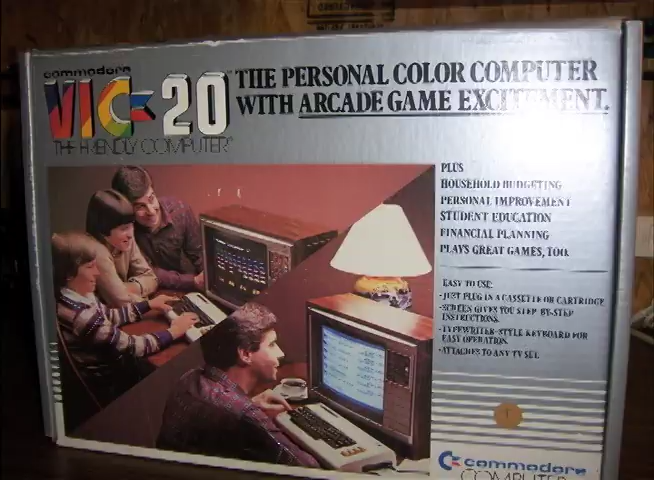 commodore
VIC-20
THE FRIENDLY COMPUTER
THE PERSONAL COLOR COMPUTER
WITH ARCADE GAME EXCITEMENT.
PLUS
HOUSEHOLD BUDGETING
PERSONAL IMPROVEMENT
STUDENT EDUCATION
FINANCIAL PLANNING
PLAYS GREAT GAMES, TOO.
EASY TO USE:
-JUST PLUG IN A CASSETTE OR CARTRIDGE
-SCREEN GIVES YOU STEP-BY-STEP
INSTRUCTIONS.
-TYPEWRITER-STYLE KEYBOARD FOR
EASY OPERATION.
-ATTACHES TO ANY TV SET.
commodore
COMPUTER